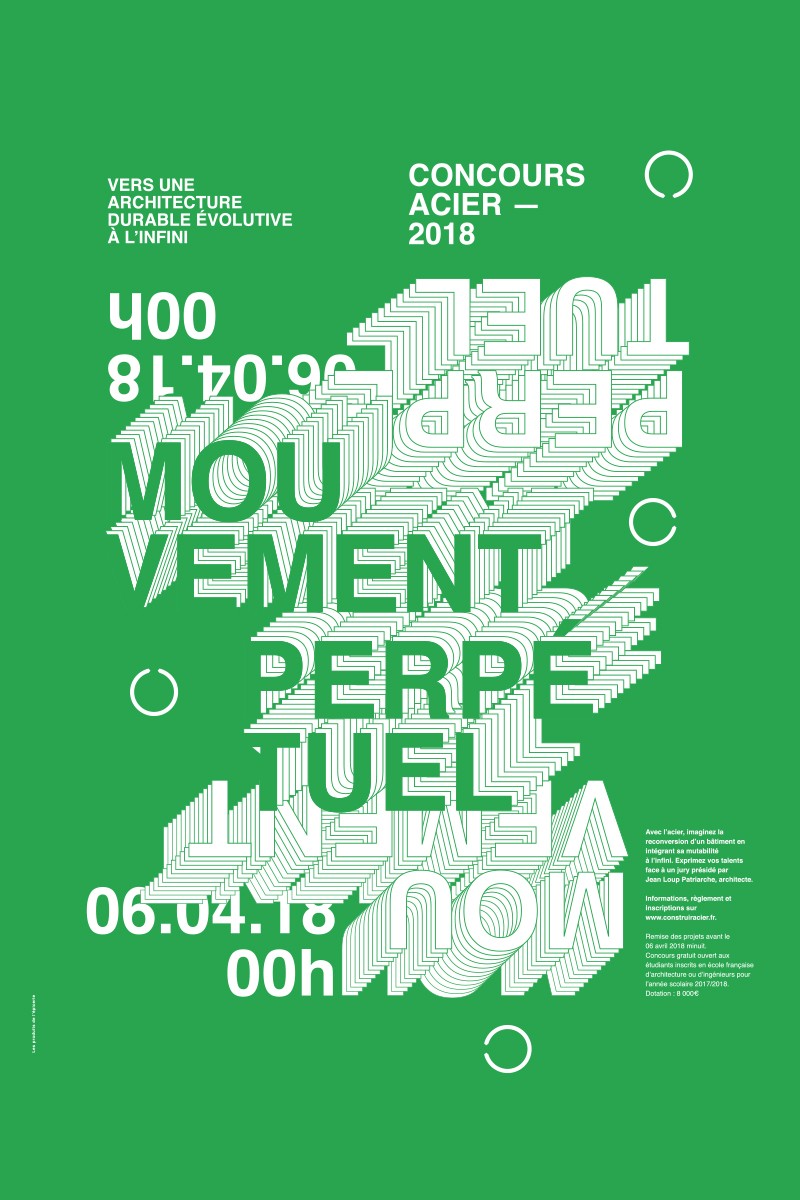 VERS UNE
ARCHITECTURE
DURABLE ÉVOLUTIVE
À L'INFINI
CONCOURS
ACIER —
2018
00h
06.04.18
TUEL
PERPÉ
MOU
VEMENT
PERPÉ
TUEL
VEMENT
MOU
06.04.18
00h
Avec l'acier, imaginez la
reconversion d'un bâtiment en
intégrant sa mutabilité
à l'infini. Exprimez vos talents
face à un jury présidé par
Jean Loup Patriarche, architecte.
Informations, règlement et
inscriptions sur
www.construiracier.fr.
Remise des projets avant le
06 avril 2018 minuit.
Concours gratuit ouvert aux
étudiants inscrits en école française
d'architecture ou d'ingénieurs pour
l'année scolaire 2017/2018.
Dotation : 8 000€
Les produits de l'épicerie